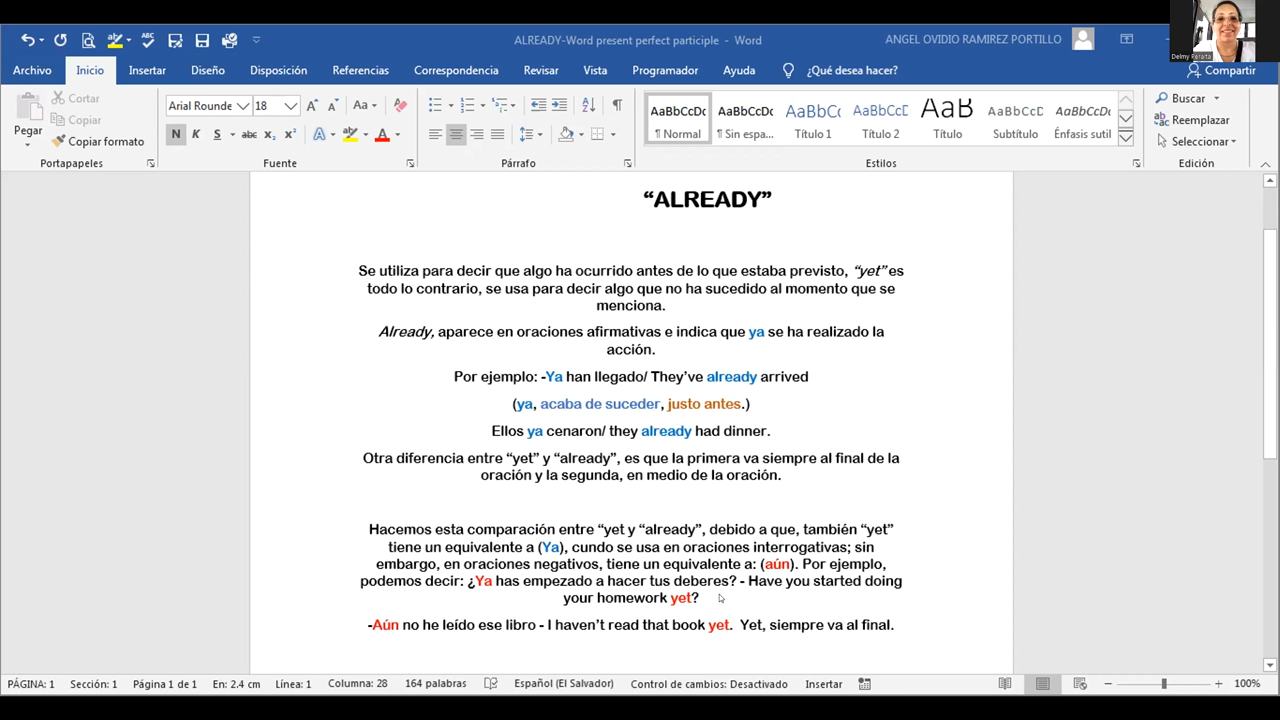 ALREADY-Word present perfect participle - Word
ANGEL OVIDIO RAMIREZ PORTILLO
Delmy Peralta
Archivo Inicio Insertar Diseño Disposición Referencias Correspondencia Revisar Vista Programador Ayuda ¿Qué desea hacer? Compartir
Pegar
Cortar
Copiar
Copiar formato
Portapapeles
Arial Rounde 18 A A Aa
N K S abc x₂ x² A A
Fuente
Párrafo
AaBbCcDc AaBbCcDc AaBbCc AaBbCcD AaB AaBbCcD AaBbCcDc
¶ Normal ¶ Sin espa... Título 1 Título 2 Título Subtítulo Énfasis sutil
Estilos
Buscar
Reemplazar
Seleccionar
Edición
“ALREADY”
Se utiliza para decir que algo ha ocurrido antes de lo que estaba previsto, “yet” es
todo lo contrario, se usa para decir algo que no ha sucedido al momento que se
menciona.
Already, aparece en oraciones afirmativas e indica que ya se ha realizado la
acción.
Por ejemplo: -Ya han llegado/ They’ve already arrived
(ya, acaba de suceder, justo antes.)
Ellos ya cenaron/ they already had dinner.
Otra diferencia entre “yet” y “already”, es que la primera va siempre al final de la
oración y la segunda, en medio de la oración.
Hacemos esta comparación entre “yet y “already”, debido a que, también “yet”
tiene un equivalente a (Ya), cundo se usa en oraciones interrogativas; sin
embargo, en oraciones negativos, tiene un equivalente a: (aún). Por ejemplo,
podemos decir: ¿Ya has empezado a hacer tus deberes? - Have you started doing
your homework yet?
-Aún no he leído ese libro - I haven’t read that book yet. Yet, siempre va al final.
PÁGINA: 1 Sección: 1 Página 1 de 1 En: 2.4 cm Línea: 1 Columna: 28 164 palabras Español (El Salvador) Control de cambios: Desactivado Insertar 100%